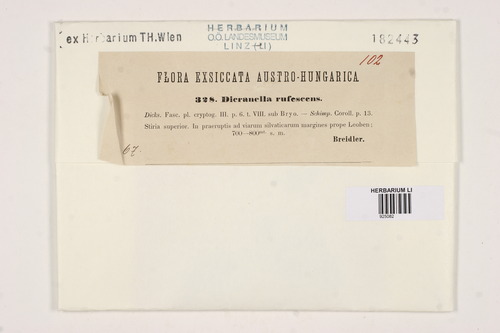 HERBARIUM
O.Ö. LANDESMUSEUM
LINZ (LI)
ex Herbarium TH.Wien
182443
102
FLORA EXSICCATA AUSTRO-HUNGARICA
328. Dicranella rufescens.
Dicks. Fasc. pl. cryptog. III. p. 6. t. VIII. sub Bryo. — Schimp. Coroll. p. 13.
Stiria superior. In praeruptis ad viarum silvaticarum margines prope Leoben;
700—800 s. m.
Breidler.
67.
HERBARIUM LI